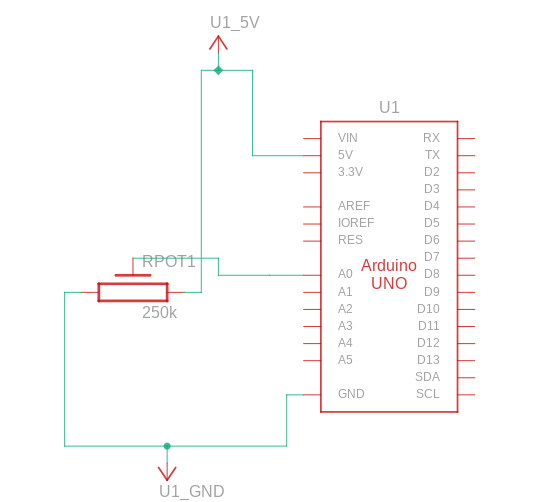 U1_5V
U1
VIN RX
5V TX
3.3V D2
D3
AREF D4
IOREF D5
RES D6
D7
RPOT1
Arduino
UNO
A0 D8
A1 D9
250k
A2 D10
A3 D11
A4 D12
A5 D13
SDA
GND SCL
U1_GND